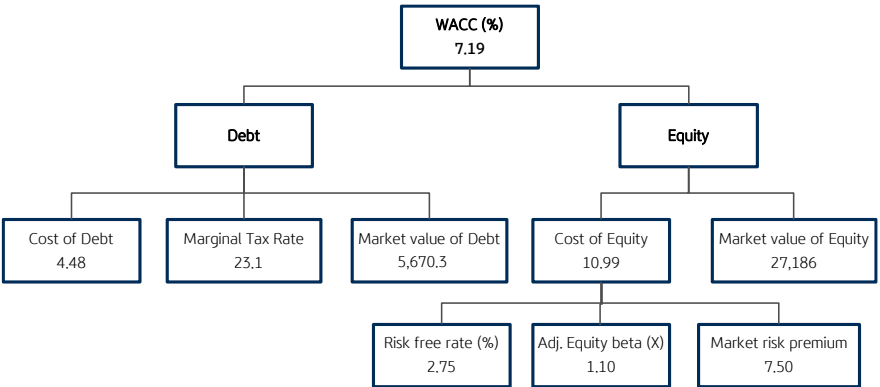 WACC (%)
7.19
Debt
Equity
Cost of Debt
4.48
Marginal Tax Rate
23.1
Market value of Debt
5,670.3
Cost of Equity
10.99
Market value of Equity
27,186
Risk free rate (%)
2.75
Adj. Equity beta (X)
1.10
Market risk premium
7.50